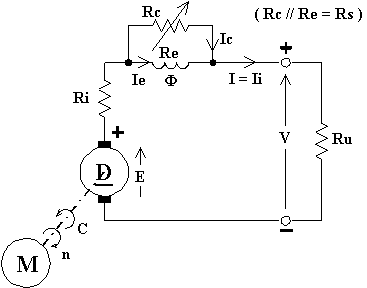 Rc
( Rc // Re = Rs )
Re
Ic
+
Ie
Φ
I = Ii
Ri
+
V
Ru
D
E
C
–
M
n